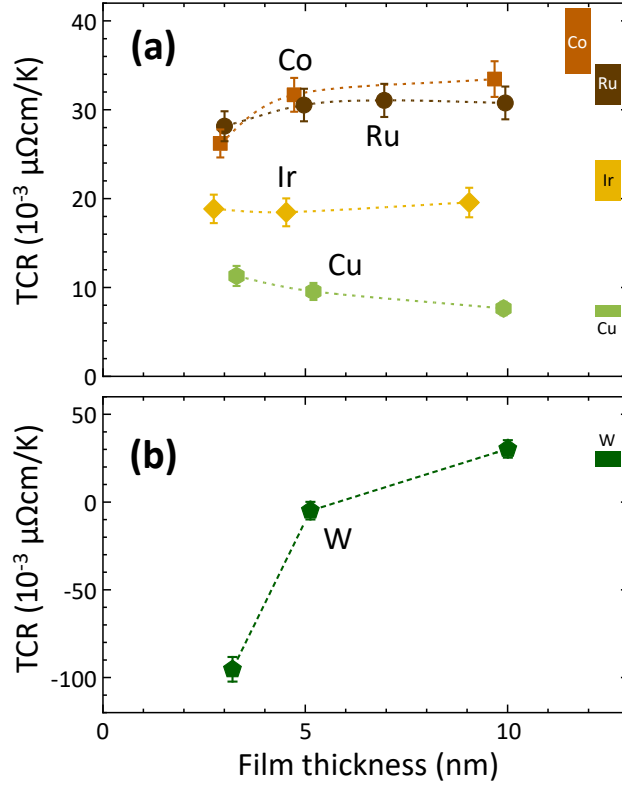 40
30
20
10
0
TCR (10⁻³ μΩcm/K)
(a)
Co
Ru
Ir
Cu
Co
Ru
Ir
Cu
50
0
-50
-100
TCR (10⁻³ μΩcm/K)
(b)
W
W
0
5
10
Film thickness (nm)